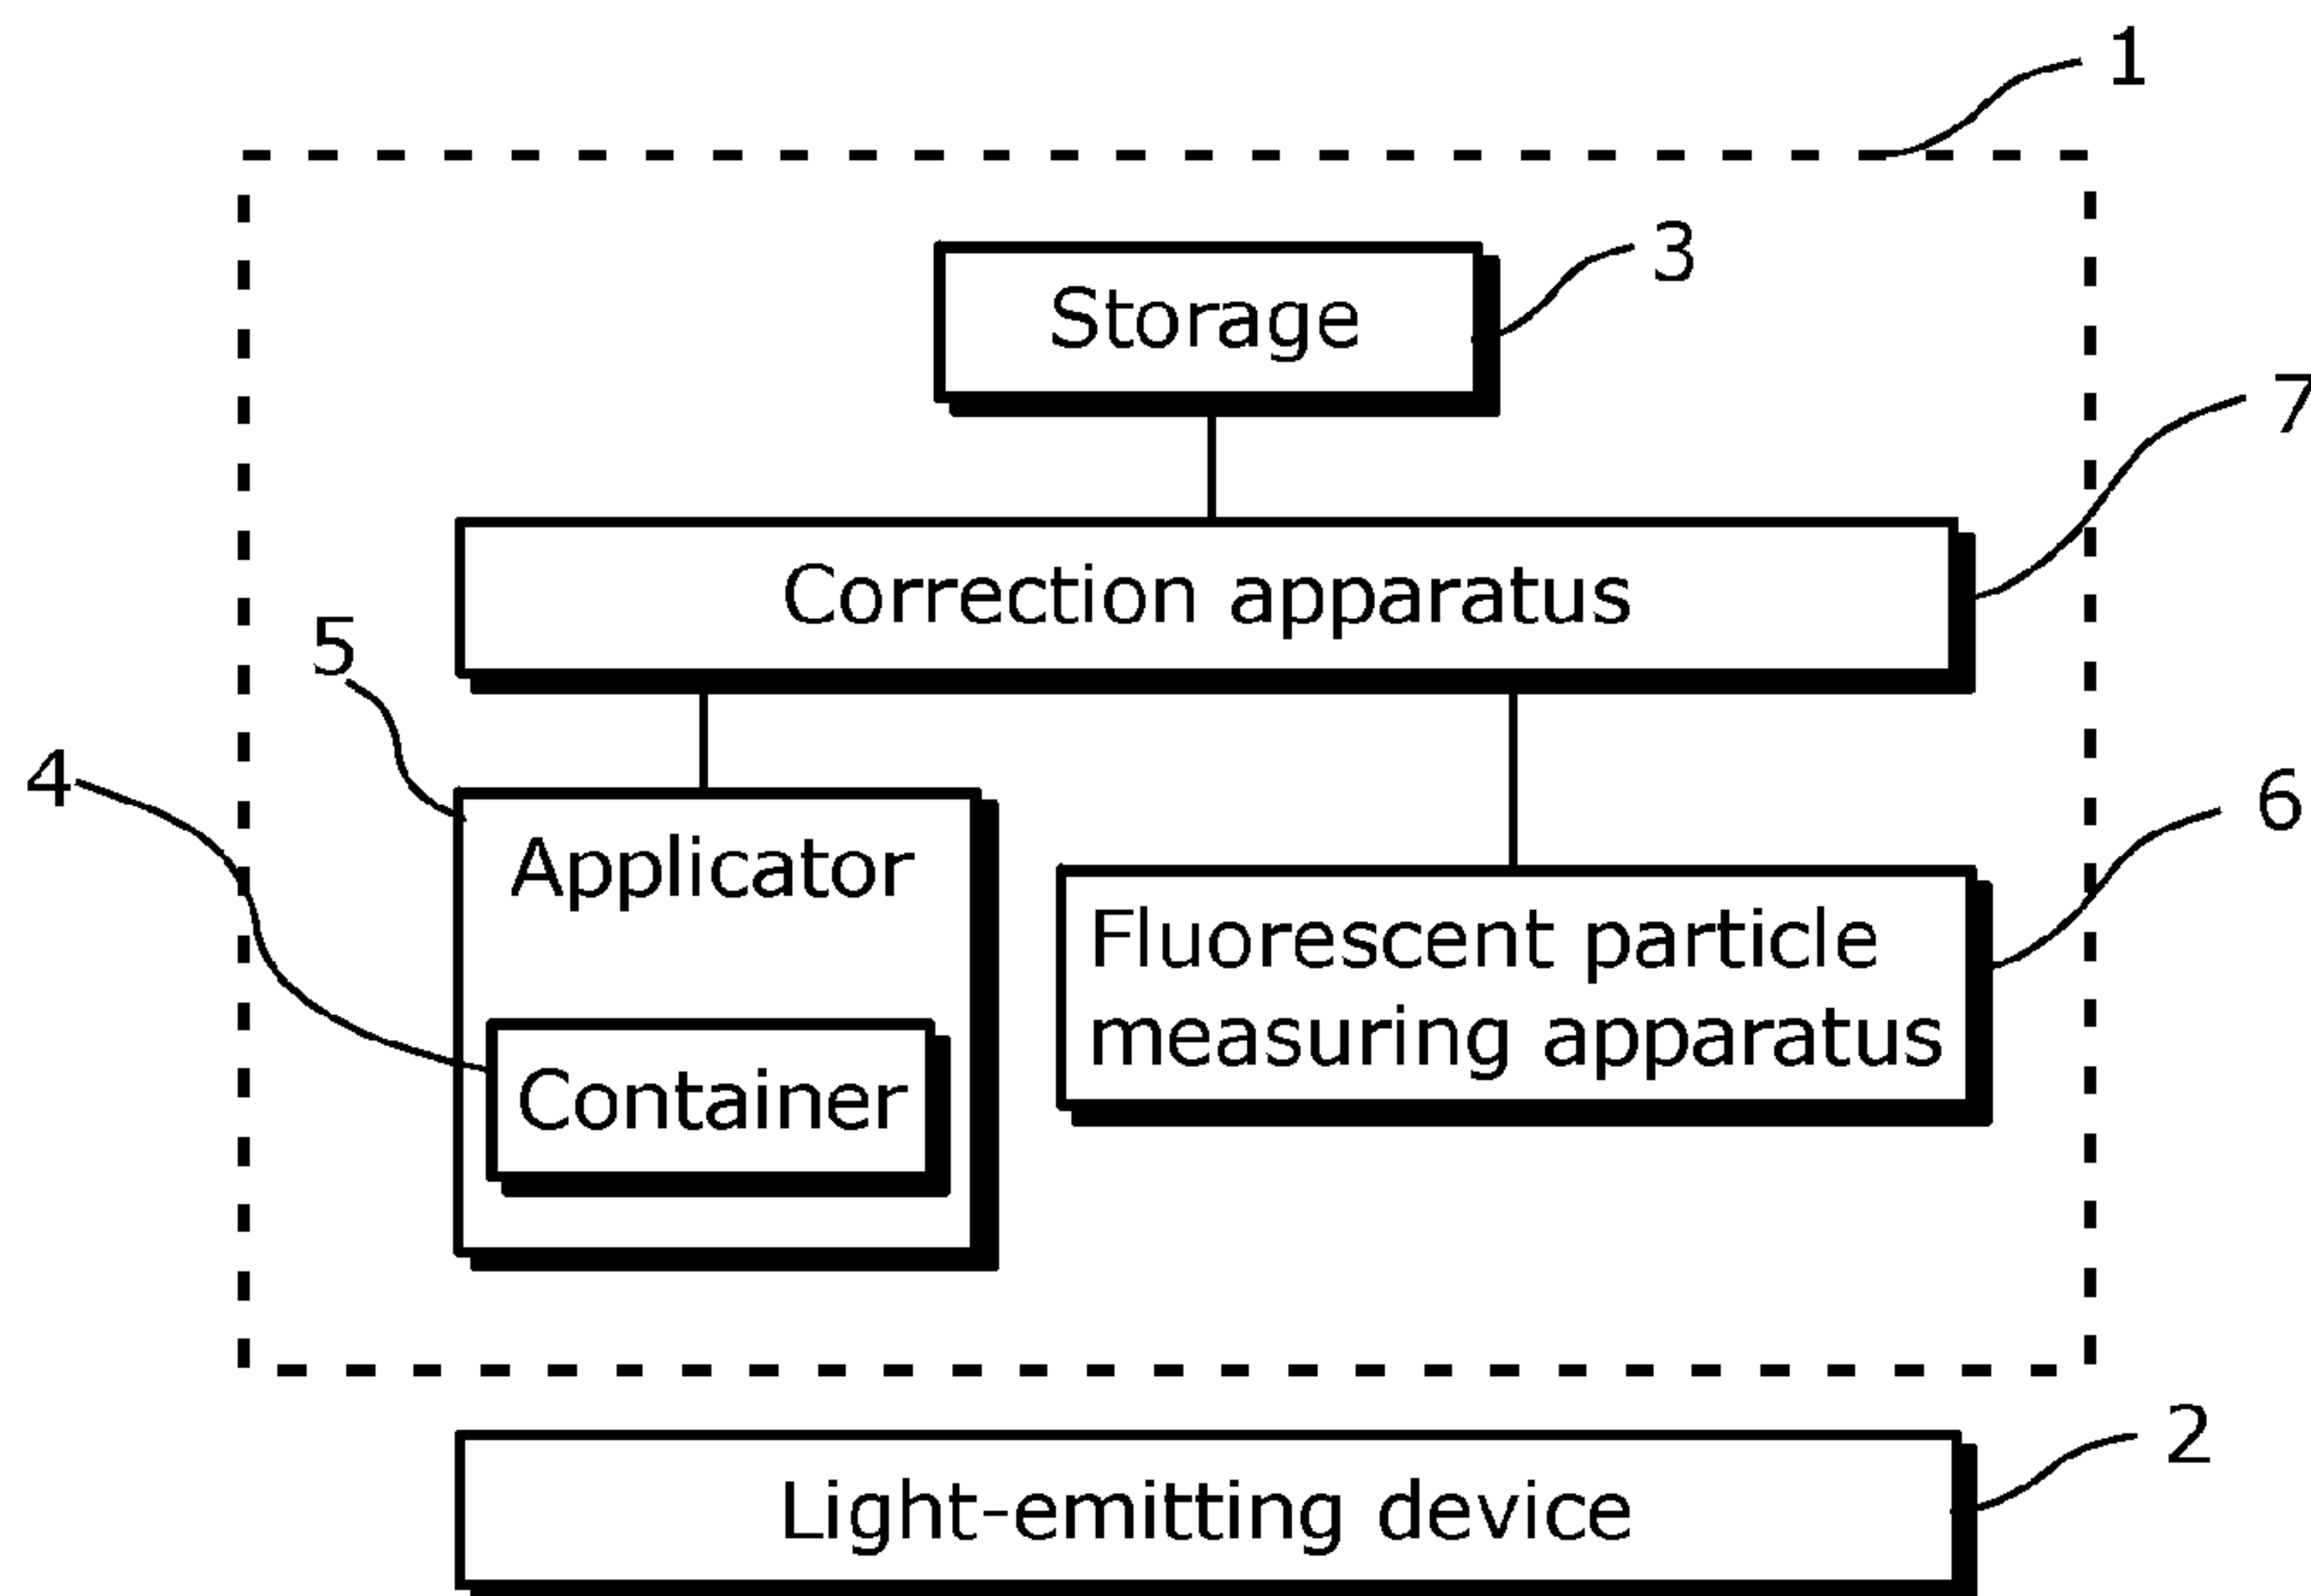 1
3
Storage
7
Correction apparatus
5
4
6
Applicator
Fluorescent particle
measuring apparatus
Container
2
Light-emitting device